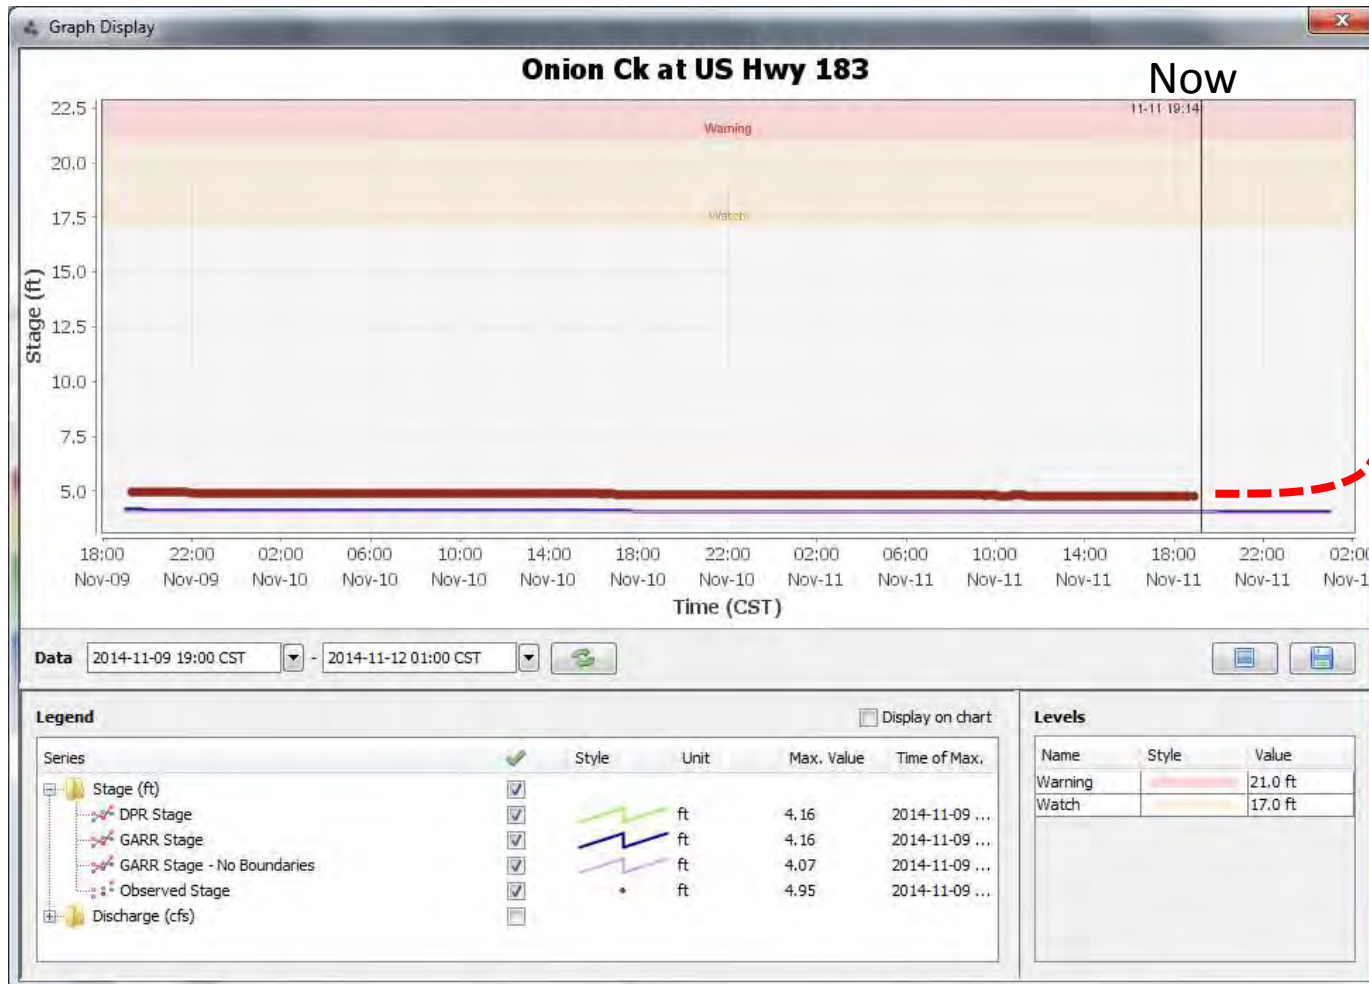 Graph Display
Onion Ck at US Hwy 183
Now
11-11 19:14
Warning
Watch
Stage (ft)
22.5
20.0
17.5
15.0
12.5
10.0
7.5
5.0
18:00 22:00 02:00 06:00 10:00 14:00 18:00 22:00 02:00 06:00 10:00 14:00 18:00 22:00 02:00
Nov-09 Nov-09 Nov-10 Nov-10 Nov-10 Nov-10 Nov-10 Nov-10 Nov-11 Nov-11 Nov-11 Nov-11 Nov-11 Nov-11 Nov-1
Time (CST)
Data 2014-11-09 19:00 CST - 2014-11-12 01:00 CST
Legend Display on chart
Series Style Unit Max. Value Time of Max.
Stage (ft)
DPR Stage ft 4.16 2014-11-09 ...
GARR Stage ft 4.16 2014-11-09 ...
GARR Stage - No Boundaries ft 4.07 2014-11-09 ...
Observed Stage ft 4.95 2014-11-09 ...
Discharge (cfs)
Levels
Name Style Value
Warning 21.0 ft
Watch 17.0 ft